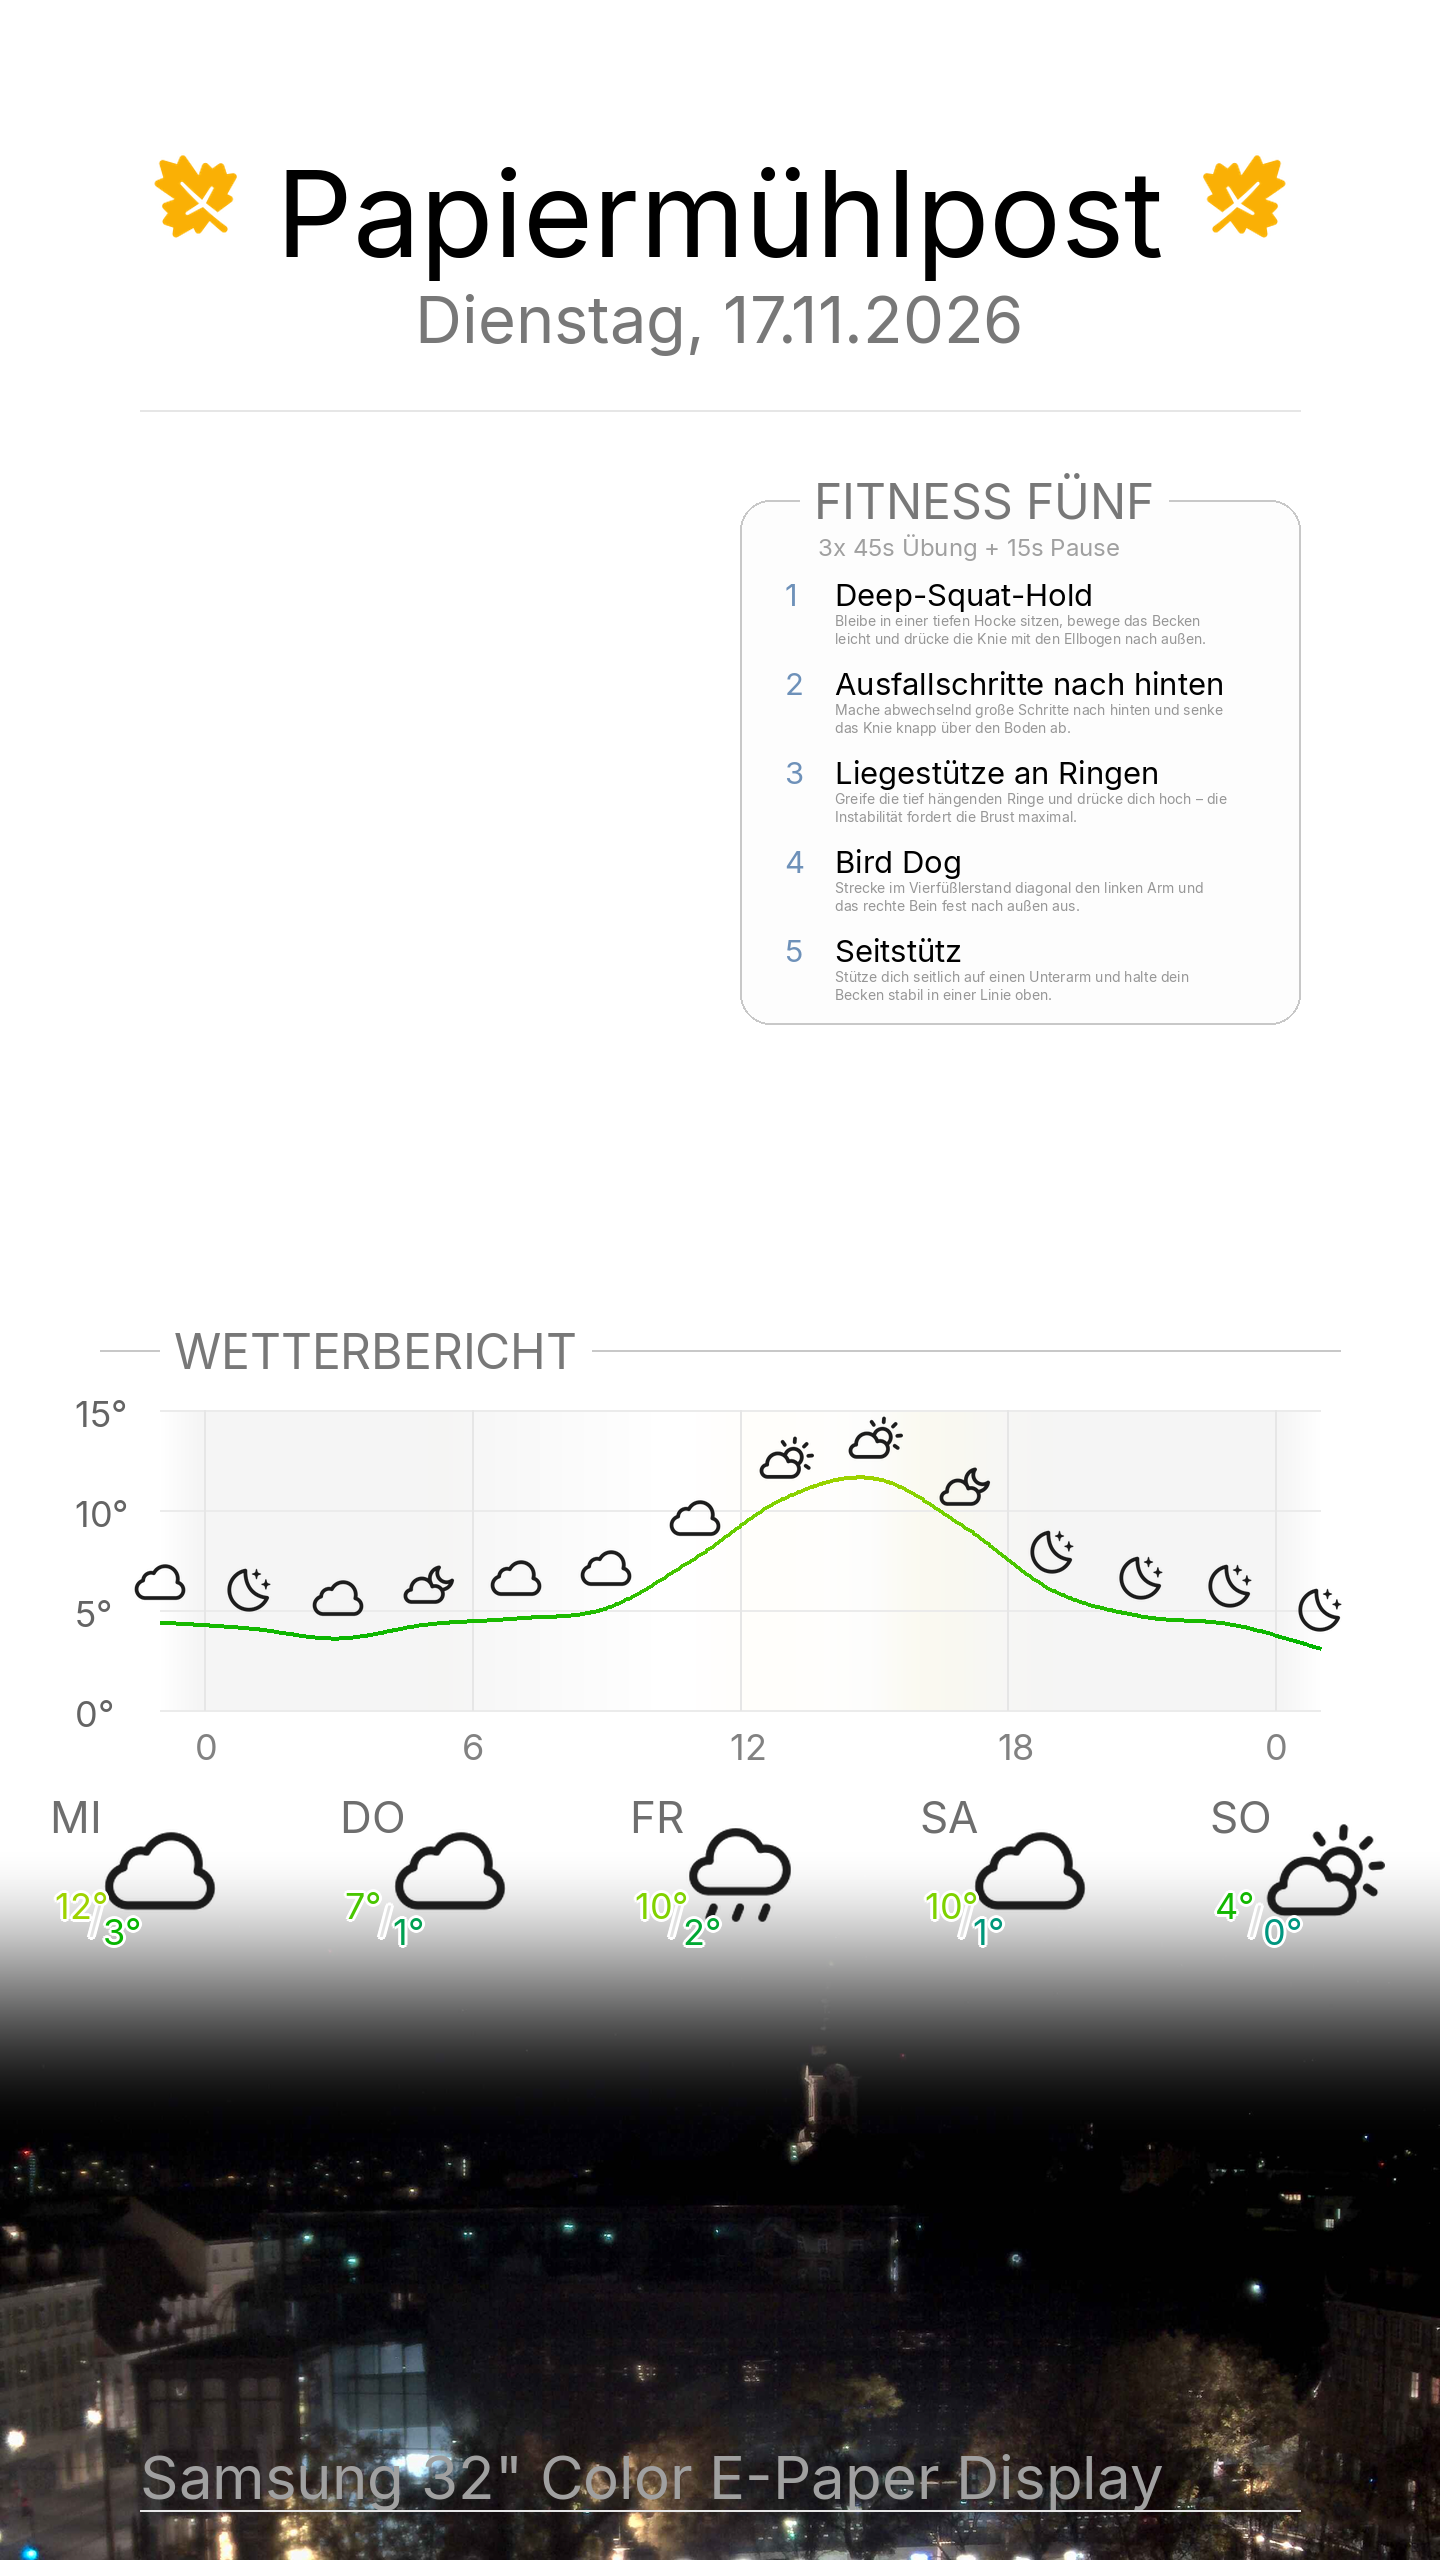 Papiermühlpost
Dienstag, 17.11.2026
FITNESS FÜNF
3x 45s Übung + 15s Pause
1 Deep-Squat-Hold
Bleibe in einer tiefen Hocke sitzen, bewege das Becken
leicht und drücke die Knie mit den Ellbogen nach außen.
2 Ausfallschritte nach hinten
Mache abwechselnd große Schritte nach hinten und senke
das Knie knapp über den Boden ab.
3 Liegestütze an Ringen
Greife die tief hängenden Ringe und drücke dich hoch – die
Instabilität fordert die Brust maximal.
4 Bird Dog
Strecke im Vierfüßlerstand diagonal den linken Arm und
das rechte Bein fest nach außen aus.
5 Seitstütz
Stütze dich seitlich auf einen Unterarm und halte dein
Becken stabil in einer Linie oben.
WETTERBERICHT
15°
10°
5°
0°
0 6 12 18 0
MI DO FR SA SO
12°/3° 7°/1° 10°/2° 10°/1° 4°/0°
Samsung 32" Color E-Paper Display